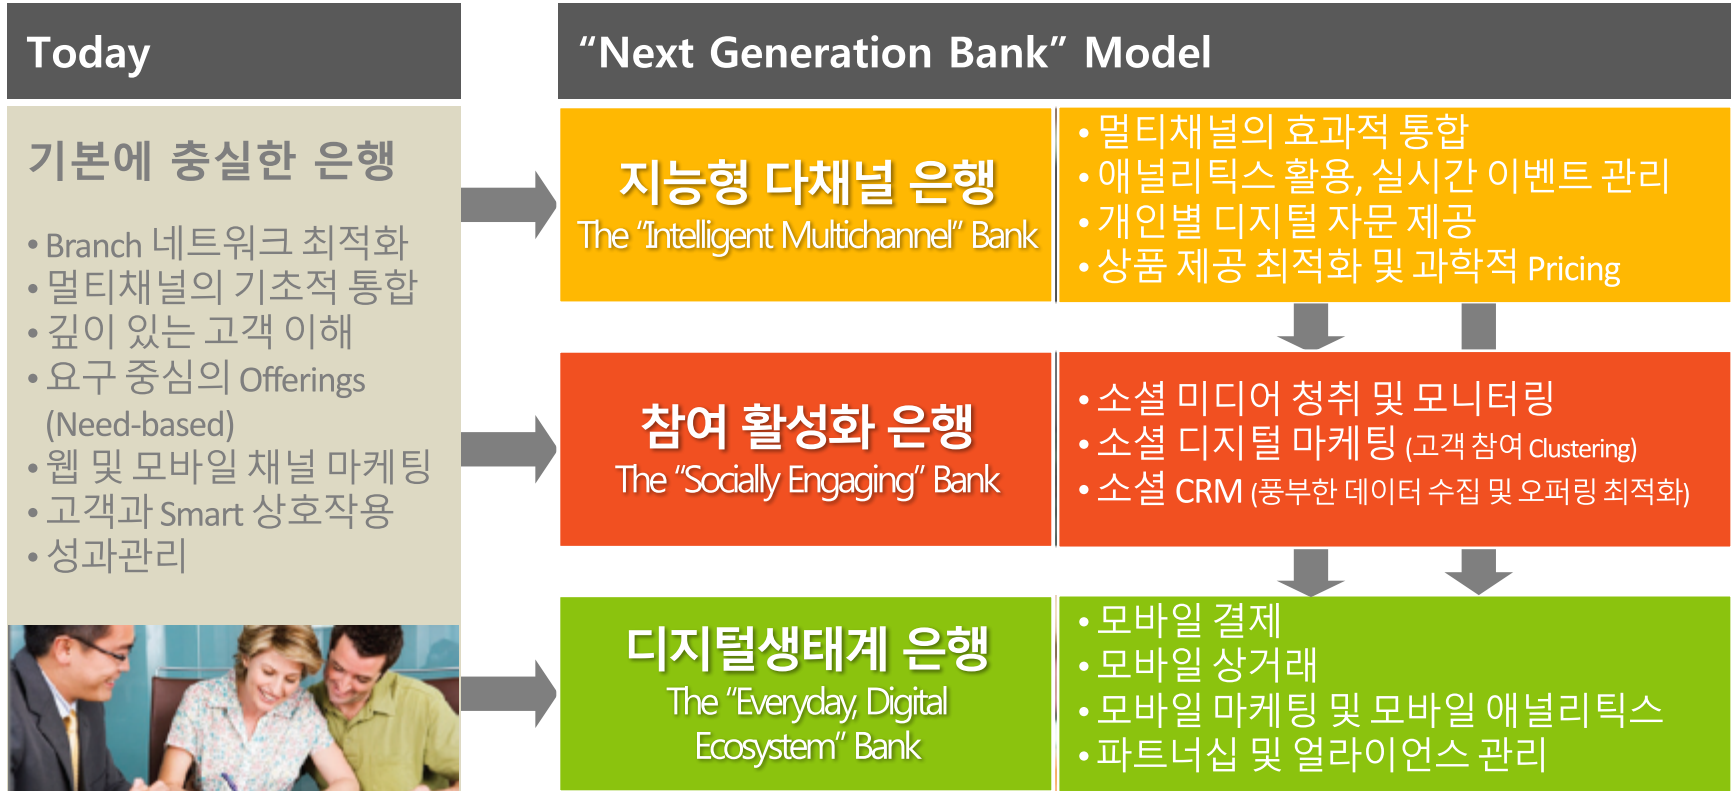 Today
“Next Generation Bank” Model
기본에 충실한 은행
• Branch 네트워크 최적화
• 멀티채널의 기초적 통합
• 깊이 있는 고객 이해
• 요구 중심의 Offerings
(Need-based)
• 웹 및 모바일 채널 마케팅
• 고객과 Smart 상호작용
• 성과관리
지능형 다채널 은행
The “Intelligent Multichannel” Bank
• 멀티채널의 효과적 통합
• 애널리틱스 활용, 실시간 이벤트 관리
• 개인별 디지털 자문 제공
• 상품 제공 최적화 및 과학적 Pricing
참여 활성화 은행
The “Socially Engaging” Bank
• 소셜 미디어 청취 및 모니터링
• 소셜 디지털 마케팅 (고객 참여 Clustering)
• 소셜 CRM (풍부한 데이터 수집 및 오퍼링 최적화)
디지털생태계 은행
The “Everyday, Digital
Ecosystem” Bank
• 모바일 결제
• 모바일 상거래
• 모바일 마케팅 및 모바일 애널리틱스
• 파트너십 및 얼라이언스 관리